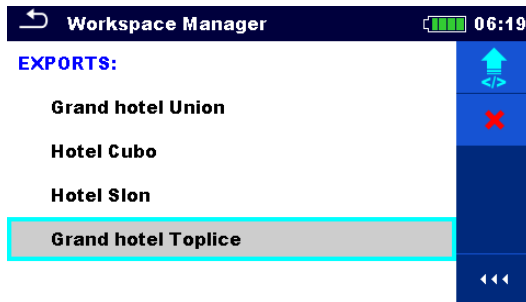 Workspace Manager
06:19
EXPORTS:
</>
Grand hotel Union
Hotel Cubo
Hotel Slon
Grand hotel Toplice